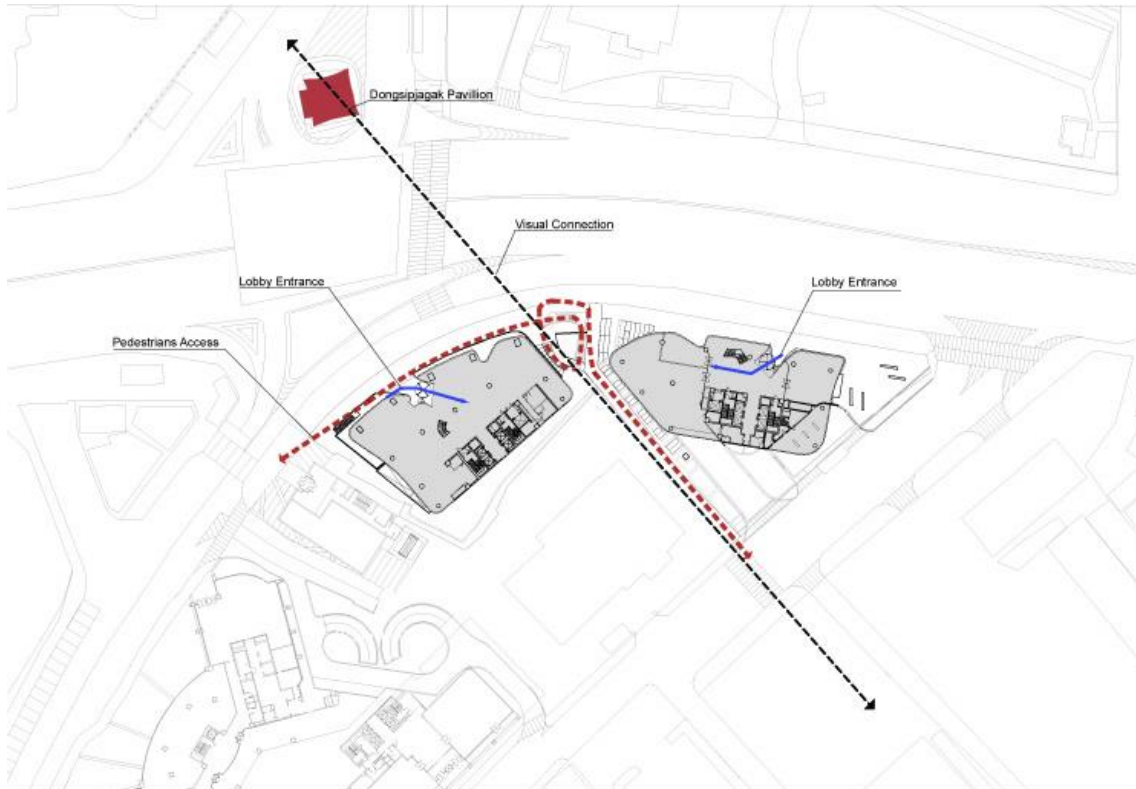 Dongsipjagak Pavillion
Visual Connection
Lobby Entrance
Lobby Entrance
Pedestrians Access